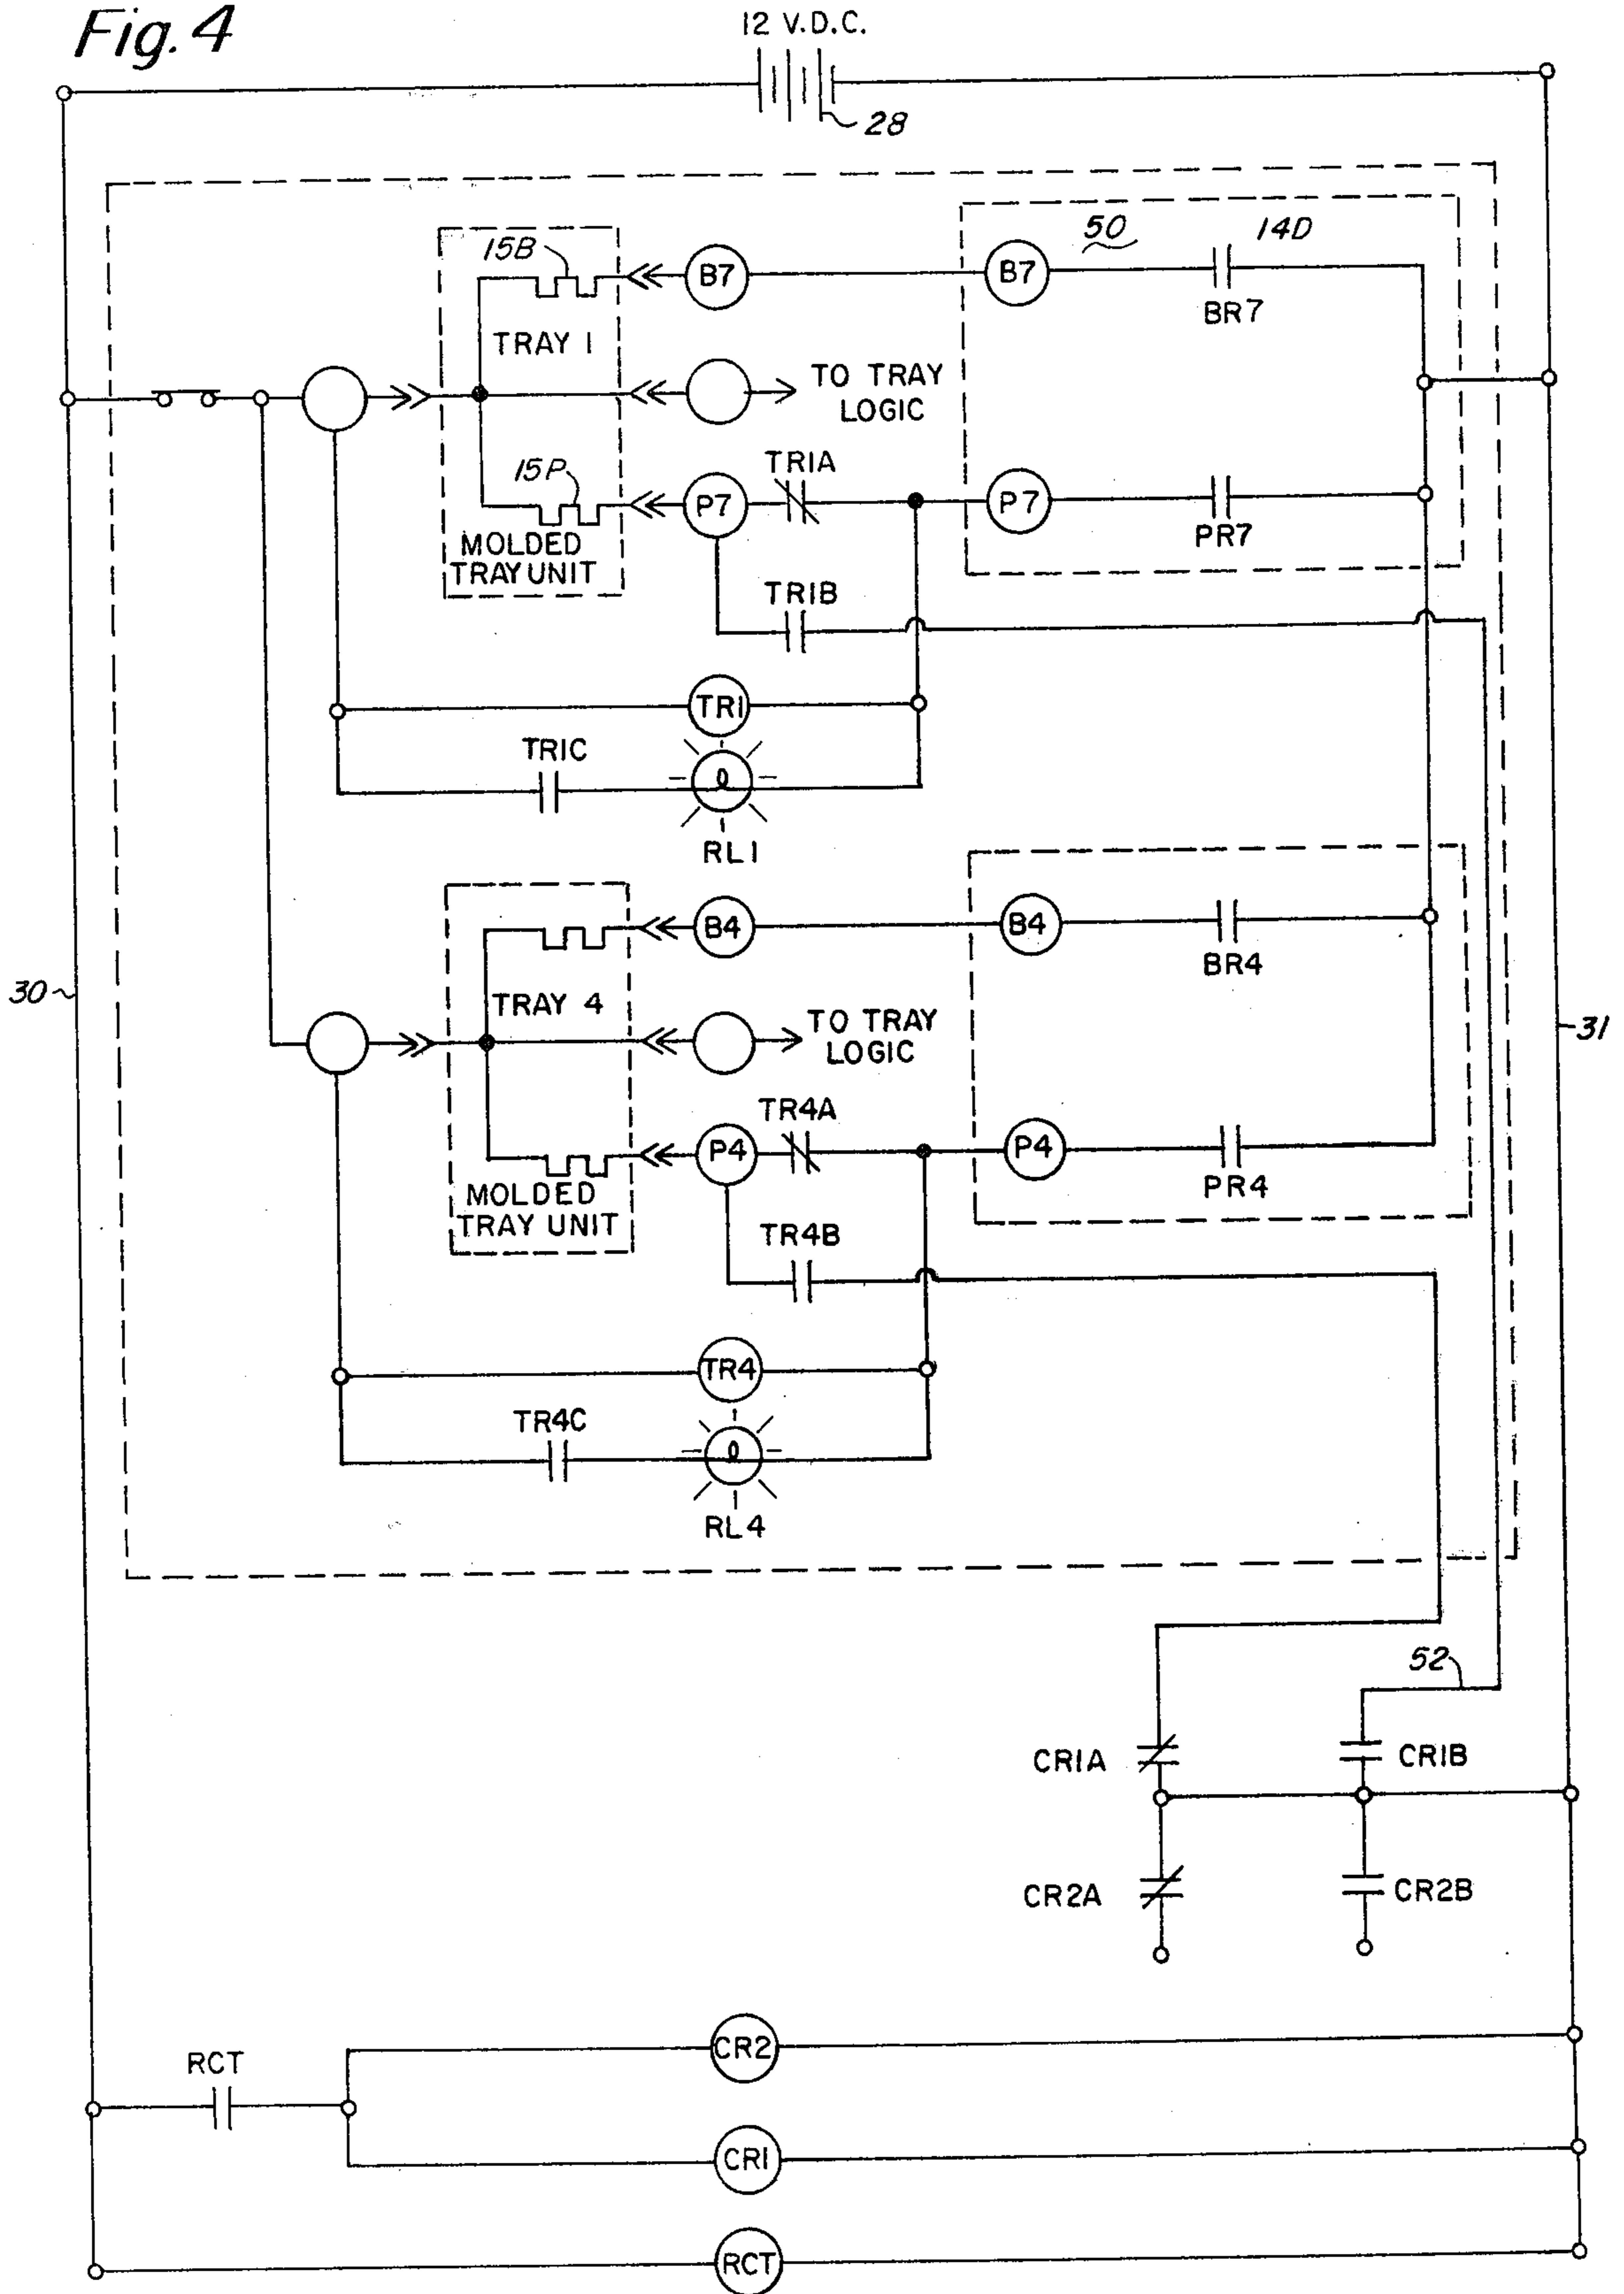 Fig. 4
12 V.D.C.
28
15B
B7
B7
50
14D
BR7
TRAY 1
TO TRAY
LOGIC
15P
P7
TR1A
P7
PR7
MOLDED
TRAY UNIT
TR1B
TR1
TR1C
RL1
B4
B4
BR4
30
TRAY 4
TO TRAY
LOGIC
31
TR4A
P4
P4
PR4
MOLDED
TRAY UNIT
TR4B
TR4
TR4C
RL4
52
CR1A
CR1B
CR2A
CR2B
CR2
RCT
CR1
RCT